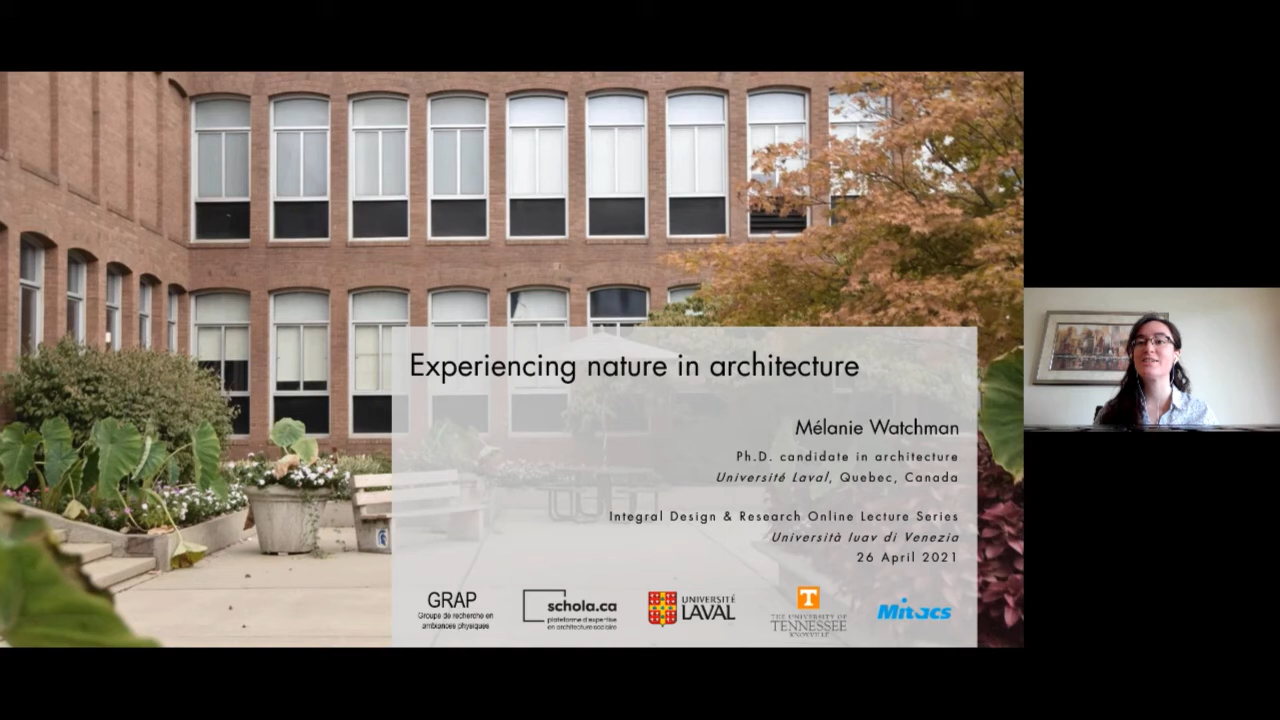 Experiencing nature in architecture
Mélanie Watchman
Ph.D. candidate in architecture
Université Laval, Quebec, Canada
Integral Design & Research Online Lecture Series
Università Iuav di Venezia
26 April 2021
GRAP
Groupe de recherche en
ambiances physiques
schola.ca
plateforme d'expertise
en architecture scolaire
UNIVERSITÉ
LAVAL
T
THE UNIVERSITY OF
TENNESSEE
KNOXVILLE
Mitacs